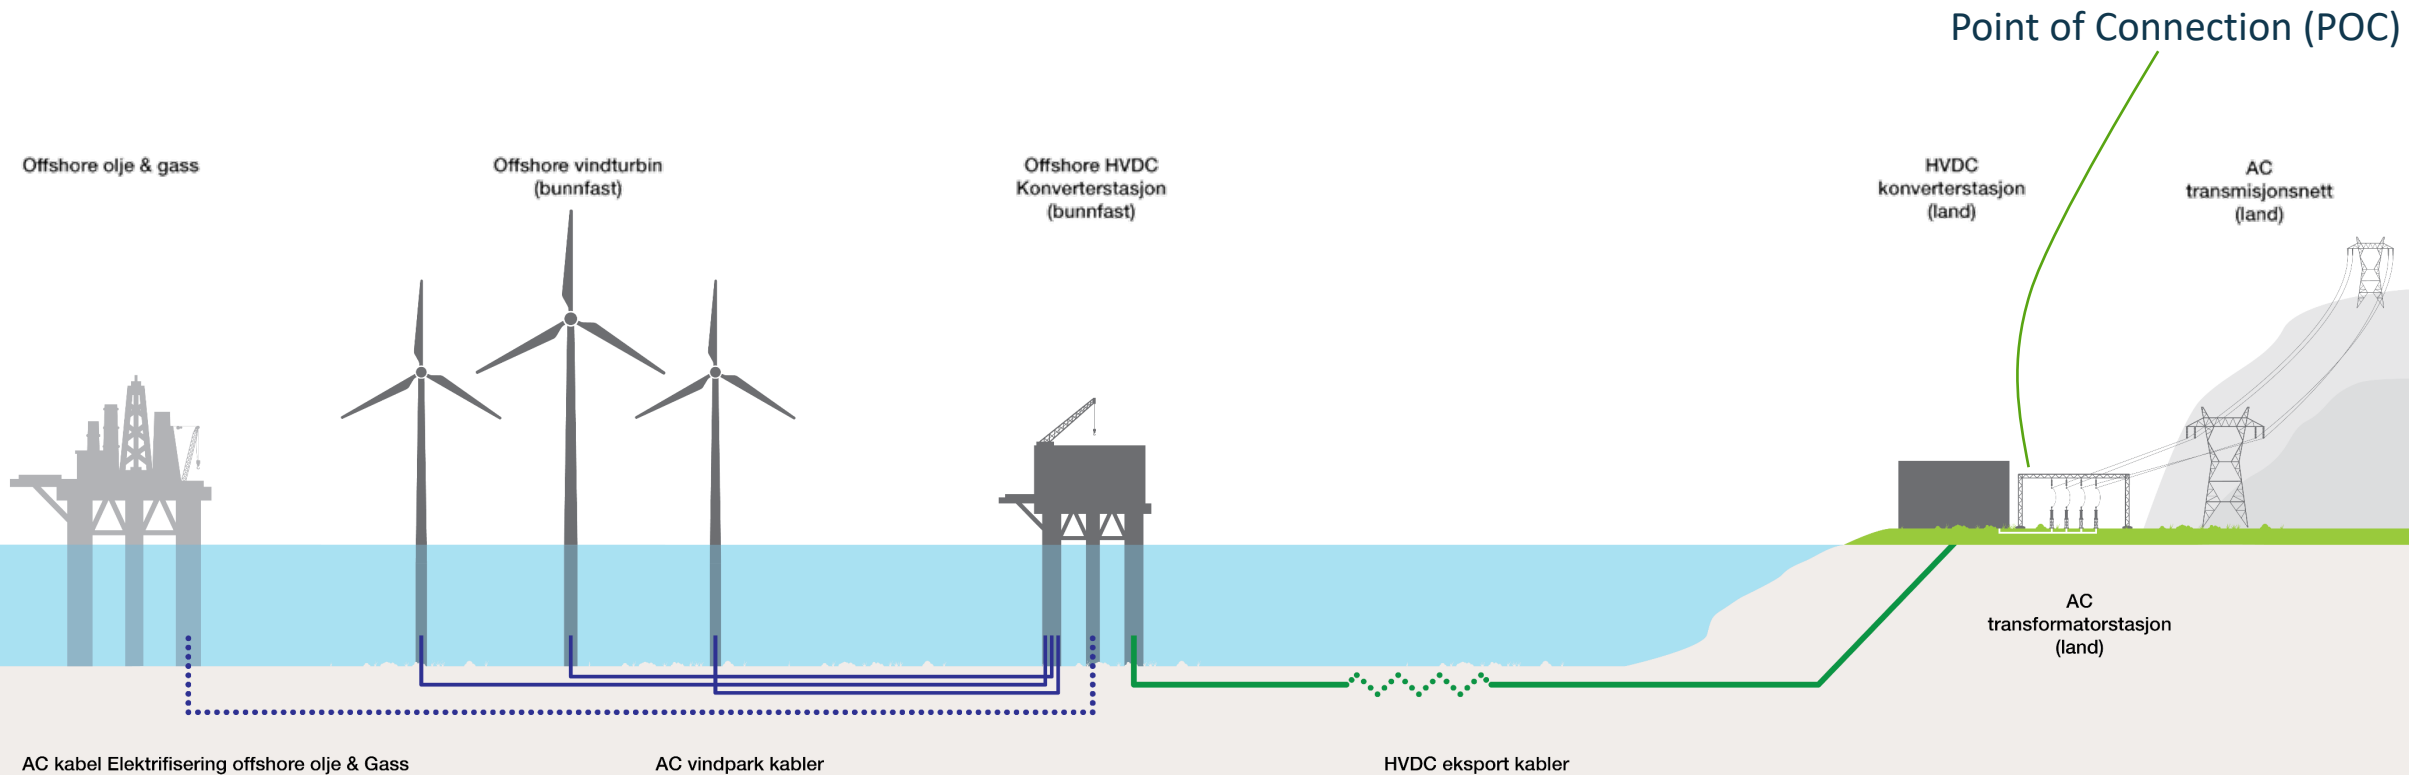 Point of Connection (POC)
Offshore olje & gass
Offshore vindturbin
(bunnfast)
Offshore HVDC
Konverterstasjon
(bunnfast)
HVDC
konverterstasjon
(land)
AC
transmisjonsnett
(land)
AC
transformatorstasjon
(land)
AC kabel Elektrifisering offshore olje & Gass
AC vindpark kabler
HVDC eksport kabler